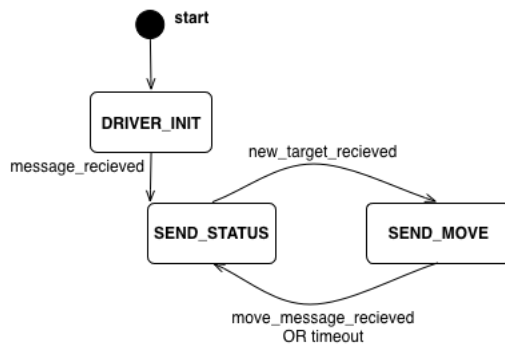 start
DRIVER_INIT
message_recieved
new_target_recieved
SEND_STATUS
SEND_MOVE
move_message_recieved
OR timeout